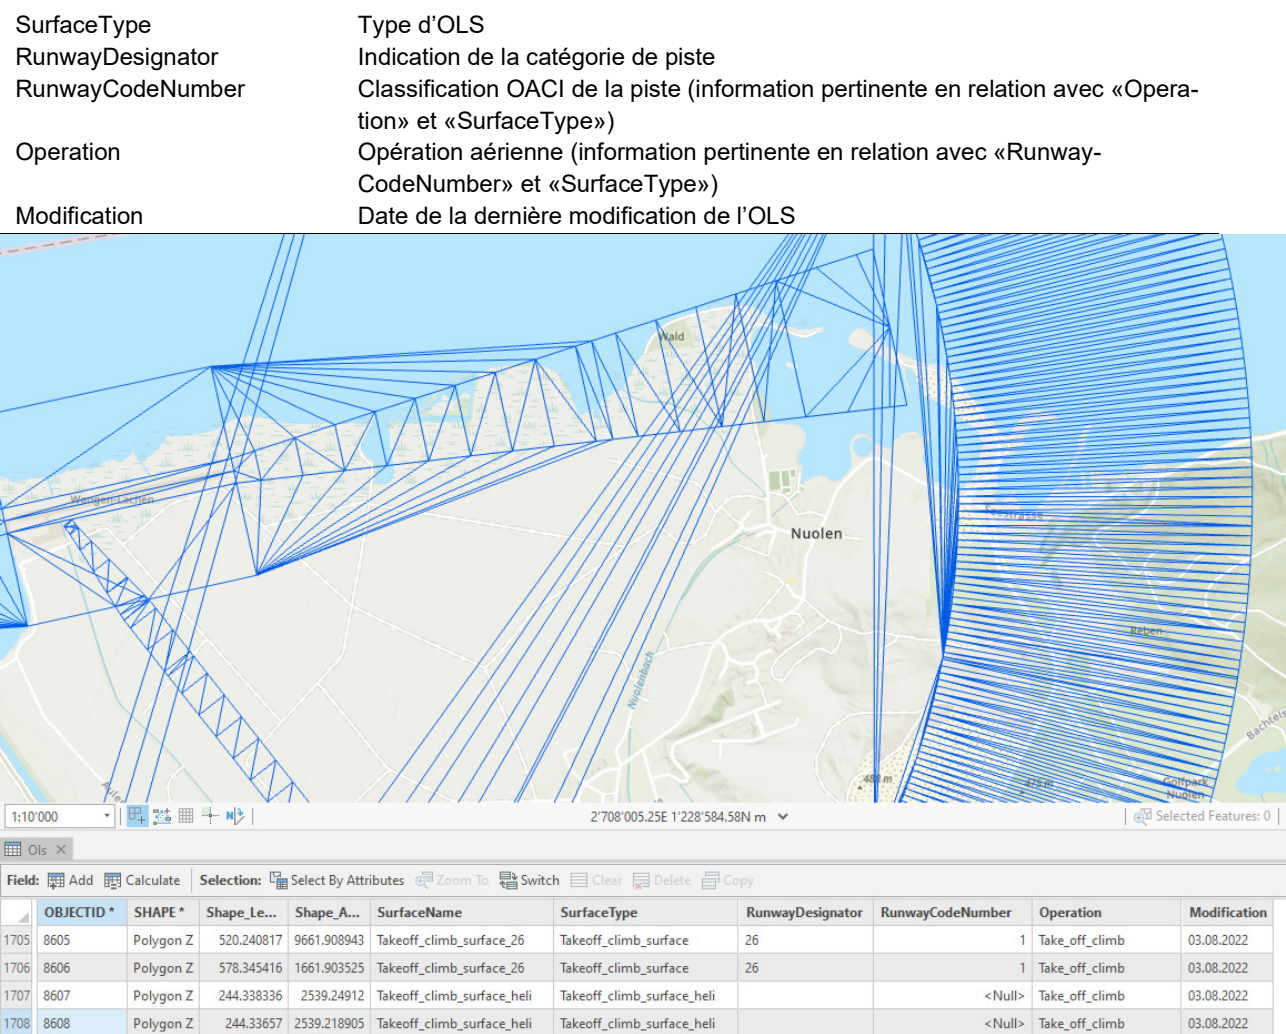 SurfaceType Type d’OLS
RunwayDesignator Indication de la catégorie de piste
RunwayCodeNumber Classification OACI de la piste (information pertinente en relation avec «Opera-
tion» et «SurfaceType»)
Operation Opération aérienne (information pertinente en relation avec «Runway-
CodeNumber» et «SurfaceType»)
Modification Date de la dernière modification de l’OLS
Wald
Wangen-Lachen
Seestrasse
Nuolen
Reben
Nuolenbach
Bachtels
488 m
475 m
Golfpark
Nuolen
1:10'000 2'708'005.25E 1'228'584.58N m Selected Features: 0
Ols
Field: Add Calculate Selection: Select By Attributes Zoom To Switch Clear Delete Copy
OBJECTID * SHAPE * Shape_Le... Shape_A... SurfaceName SurfaceType RunwayDesignator RunwayCodeNumber Operation Modification
1705 8605 Polygon Z 520.240817 9661.908943 Takeoff_climb_surface_26 Takeoff_climb_surface 26 1 Take_off_climb 03.08.2022
1706 8606 Polygon Z 578.345416 1661.903525 Takeoff_climb_surface_26 Takeoff_climb_surface 26 1 Take_off_climb 03.08.2022
1707 8607 Polygon Z 244.338336 2539.24912 Takeoff_climb_surface_heli Takeoff_climb_surface_heli <Null> Take_off_climb 03.08.2022
1708 8608 Polygon Z 244.33657 2539.218905 Takeoff_climb_surface_heli Takeoff_climb_surface_heli <Null> Take_off_climb 03.08.2022